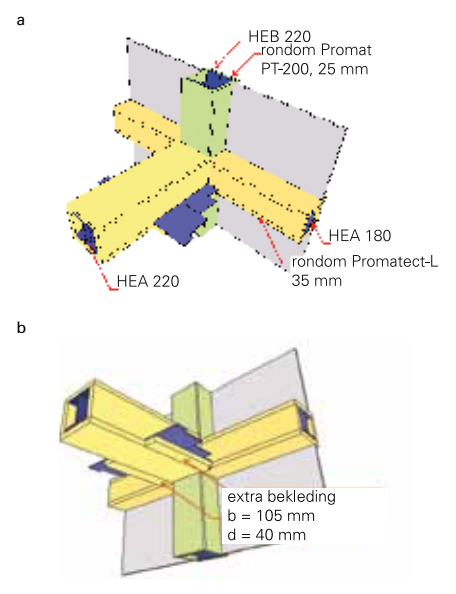 a
HEB 220
rondom Promat
PT-200, 25 mm
HEA 180
rondom Promatect-L
35 mm
HEA 220
b
extra bekleding
b = 105 mm
d = 40 mm